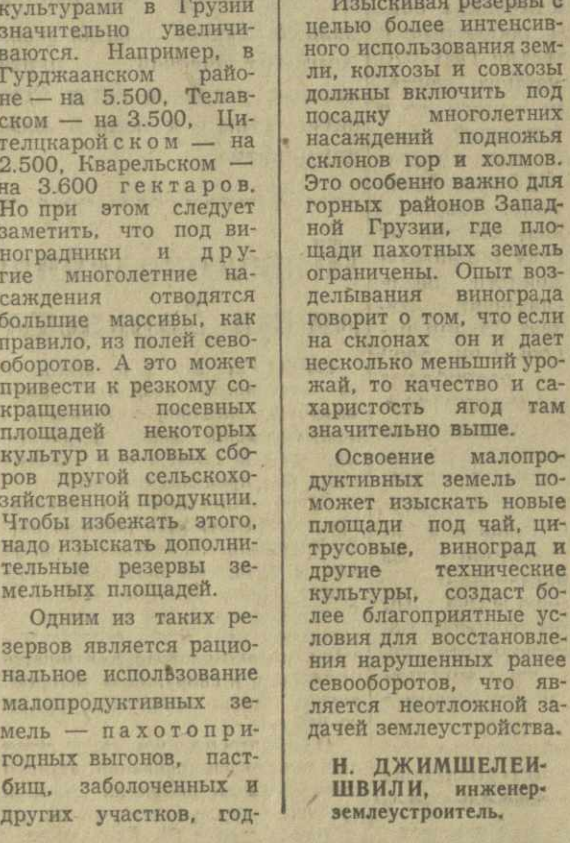 культурами в Грузии
значительно увеличи-
ваются. Например, в
Гурджаанском райо-
не — на 5.500, Телав-
ском — на 3.500, Ци-
телцкаройском — на
2.500, Кварельском —
на 3.600 гектаров.
Но при этом следует
заметить, что под ви-
ноградники и дру-
гие многолетние на-
саждения отводятся
большие массивы, как
правило, из полей сево-
оборотов. А это может
привести к резкому со-
кращению посевных
площадей некоторых
культур и валовых сбо-
ров другой сельскохо-
зяйственной продукции.
Чтобы избежать этого,
надо изыскать дополни-
тельные резервы зе-
мельных площадей.
Одним из таких ре-
зервов является рацио-
нальное использование
малопродуктивных зе-
мель — пахотопри-
годных выгонов, паст-
бищ, заболоченных и
других участков, год-
Изыскивая резервы с
целью более интенсив-
ного использования зем-
ли, колхозы и совхозы
должны включить под
посадку многолетних
насаждений подножья
склонов гор и холмов.
Это особенно важно для
горных районов Запад-
ной Грузии, где пло-
щади пахотных земель
ограничены. Опыт воз-
делывания винограда
говорит о том, что если
на склонах он и дает
несколько меньший уро-
жай, то качество и са-
харистость ягод там
значительно выше.
Освоение малопро-
дуктивных земель по-
может изыскать новые
площади под чай, ци-
трусовые, виноград и
другие технические
культуры, создаст бо-
лее благоприятные ус-
ловия для восстановле-
ния нарушенных ранее
севооборотов, что яв-
ляется неотложной за-
дачей землеустройства.
Н. ДЖИМШЕЛЕИ-
ШВИЛИ, инженер-
землеустроитель.